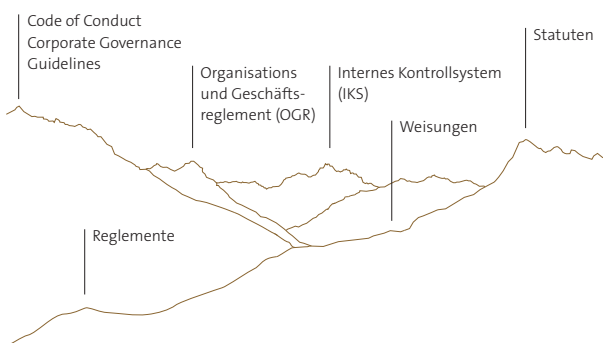 Code of Conduct
Corporate Governance
Guidelines
Organisations
und Geschäfts-
reglement (OGR)
Internes Kontrollsystem
(IKS)
Weisungen
Statuten
Reglemente